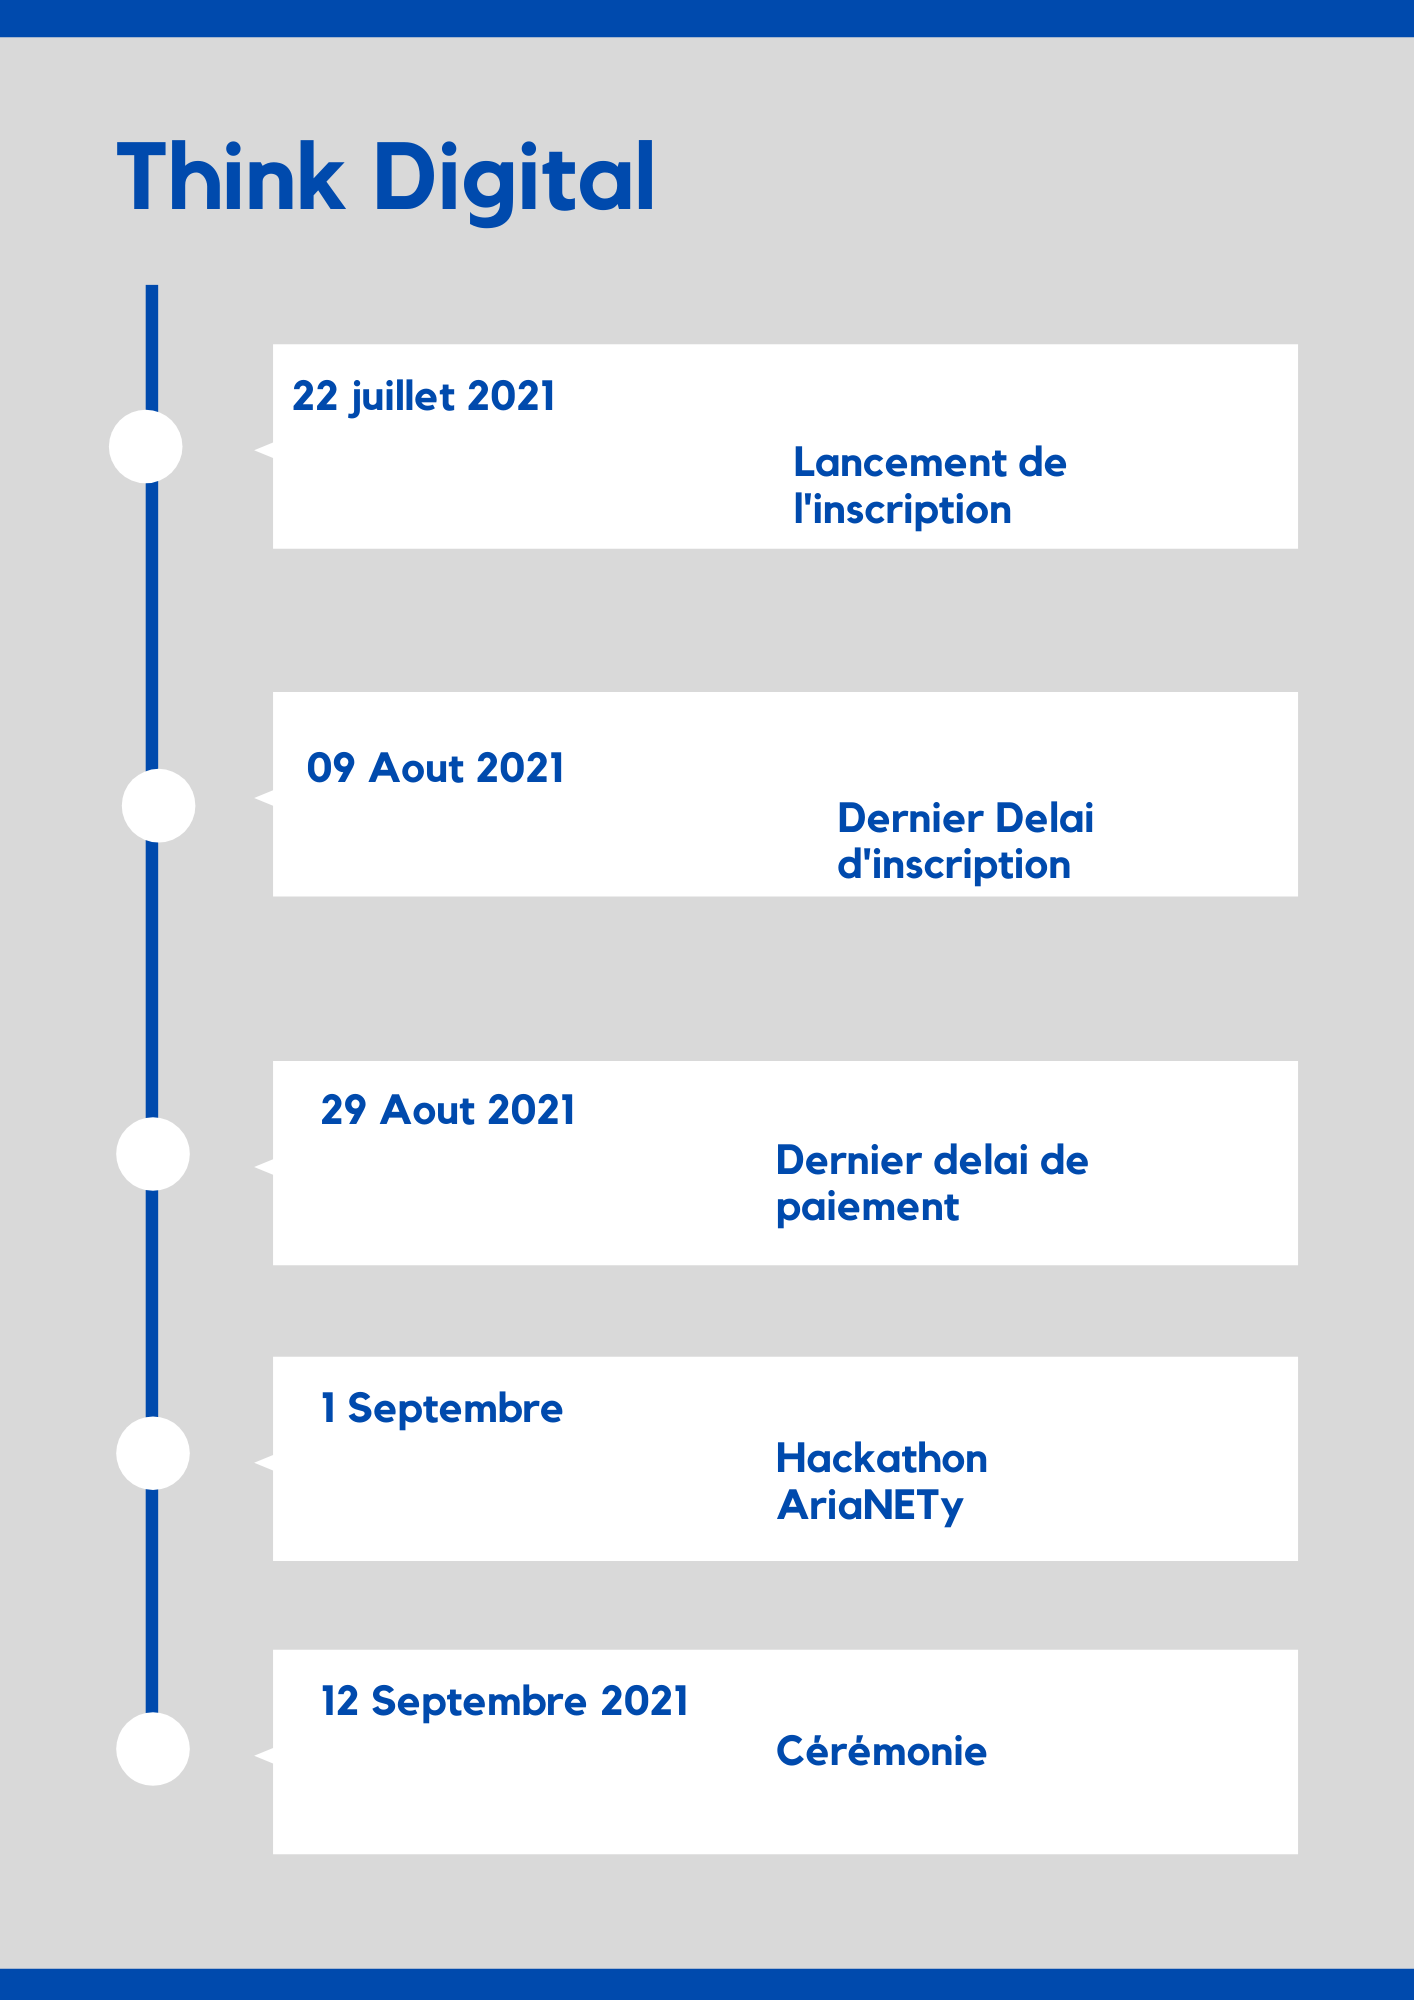 Think Digital
22 juillet 2021
Lancement de
l'inscription
09 Aout 2021
Dernier Delai
d'inscription
29 Aout 2021
Dernier delai de
paiement
1 Septembre
Hackathon
AriaNETy
12 Septembre 2021
Cérémonie